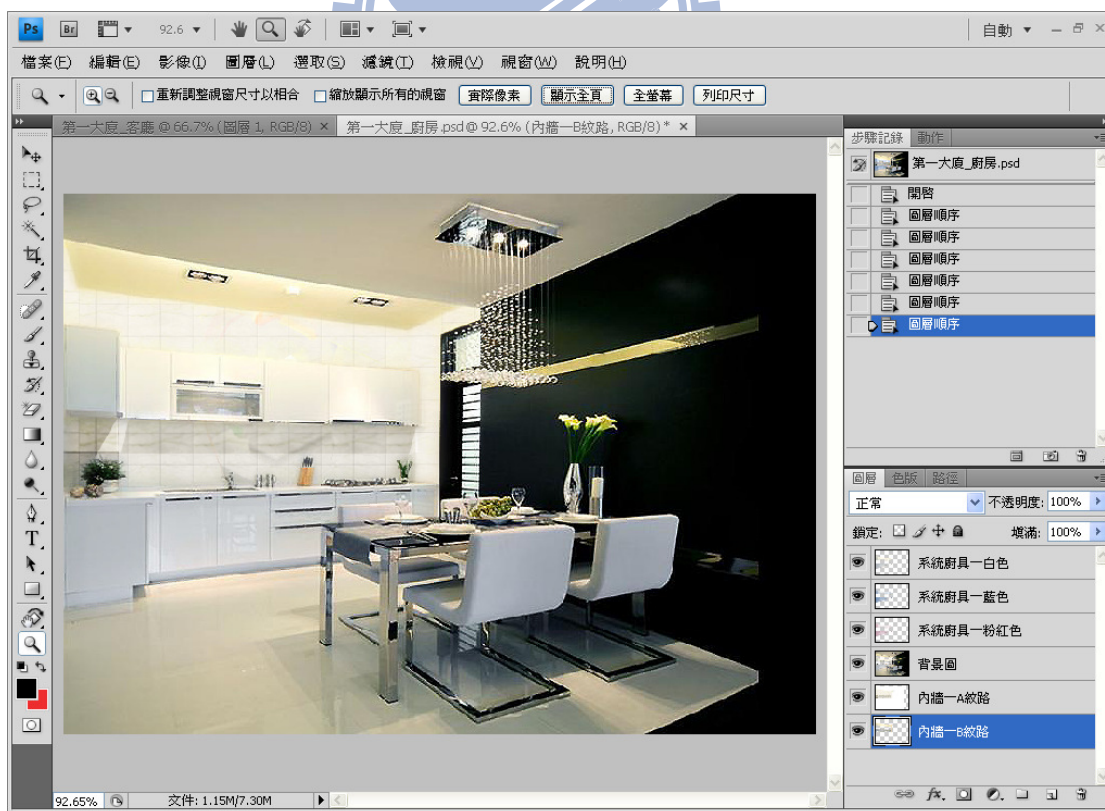 Ps Br 92.6 自動
檔案(F) 編輯(E) 影像(I) 圖層(L) 選取(S) 濾鏡(T) 檢視(V) 視窗(W) 說明(H)
重新調整視窗尺寸以相合 縮放顯示所有的視窗 實際像素 顯示全頁 全螢幕 列印尺寸
第一大廈_客廳 @ 66.7% (圖層 1, RGB/8) × 第一大廈_廚房.psd @ 92.6% (內牆—B紋路, RGB/8) * ×
步驟記錄 動作
第一大廈_廚房.psd
開啟
圖層順序
圖層順序
圖層順序
圖層順序
圖層順序
圖層順序
圖層 色版 路徑
正常 不透明度: 100%
鎖定: 填滿: 100%
系統廚具—白色
系統廚具—藍色
系統廚具—粉紅色
背景圖
內牆—A紋路
內牆—B紋路
92.65% 文件: 1.15M/7.30M